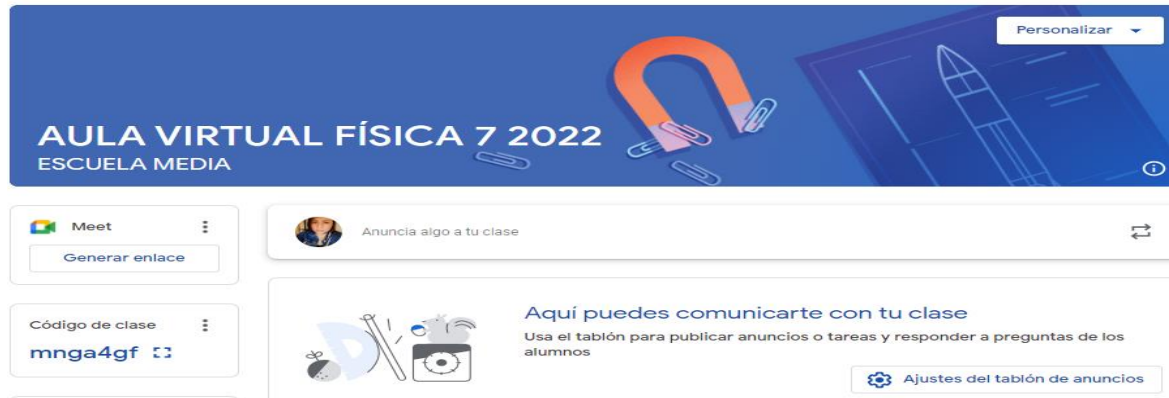 Personalizar
AULA VIRTUAL FÍSICA 7 2022
ESCUELA MEDIA
Meet
Generar enlace
Anuncia algo a tu clase
Código de clase
mnga4gf
Aquí puedes comunicarte con tu clase
Usa el tablón para publicar anuncios o tareas y responder a preguntas de los
alumnos
Ajustes del tablón de anuncios